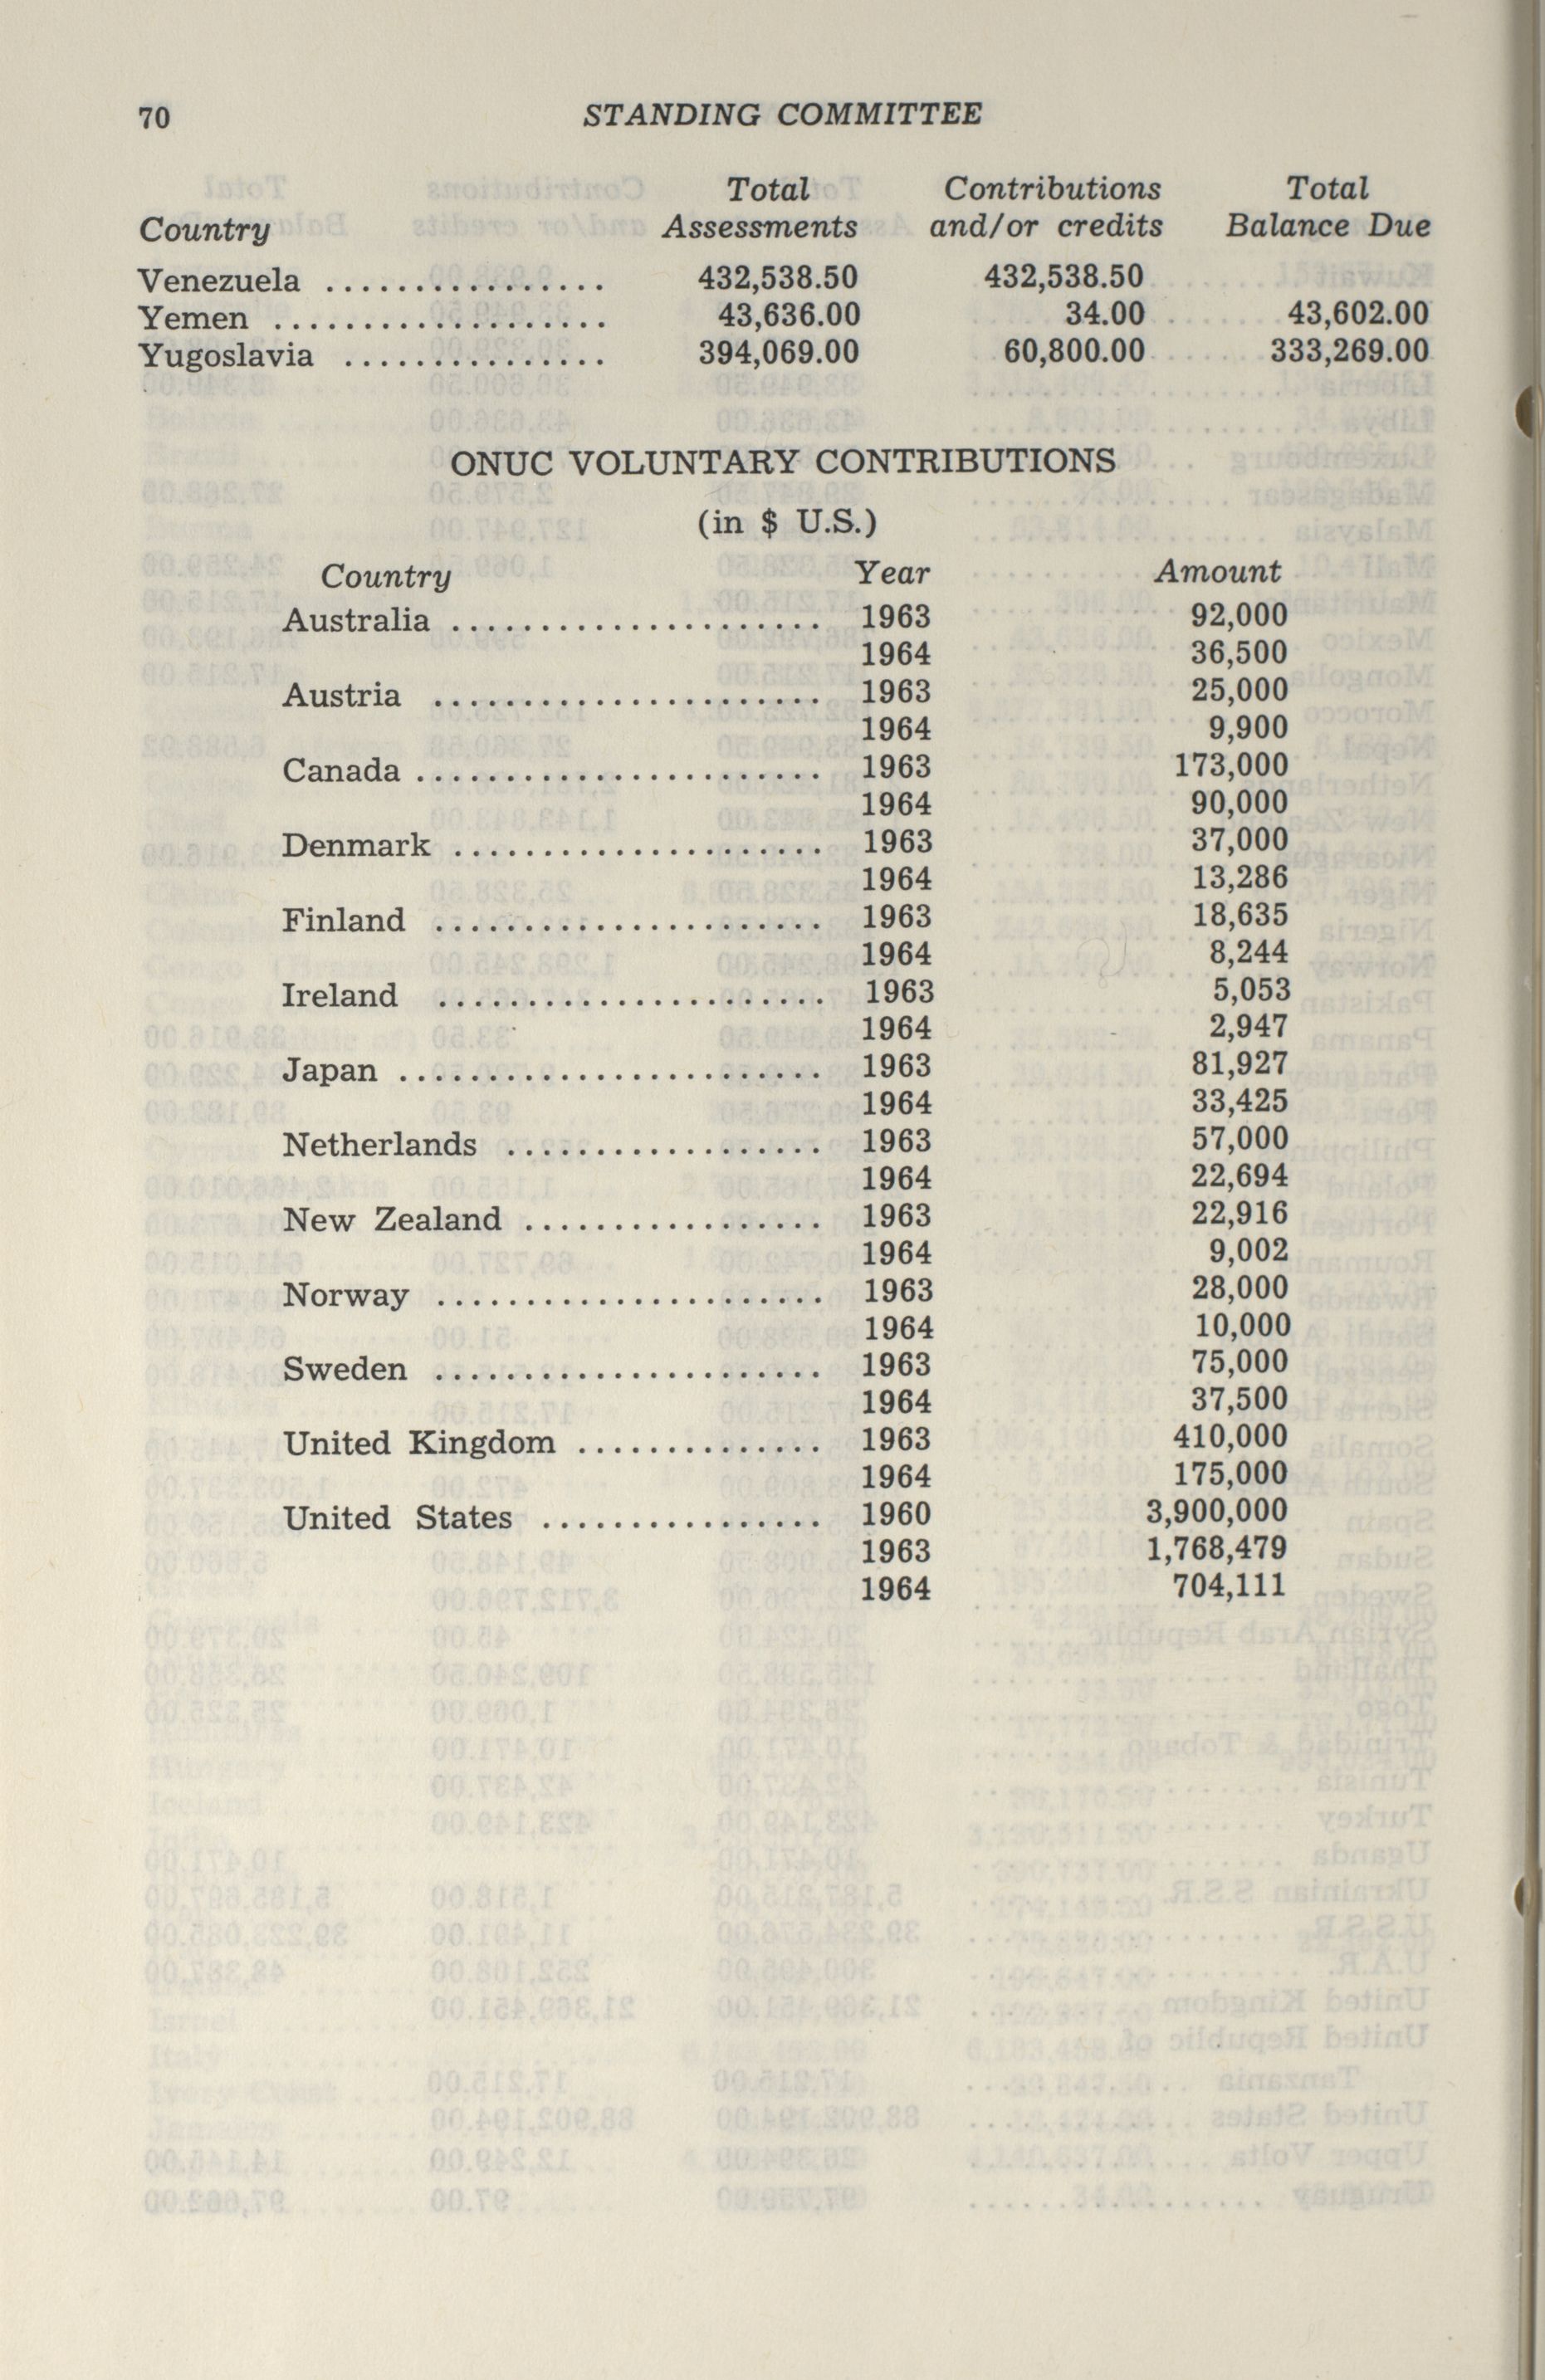 70 STANDING COMMITTEE
Total Contributions Total
Country Assessments and/or credits Balance Due
Venezuela ................ 432,538.50 432,538.50
Yemen ................... 43,636.00 34.00 43,602.00
Yugoslavia ............... 394,069.00 60,800.00 333,269.00
ONUC VOLUNTARY CONTRIBUTIONS
(in $ U.S.)
Country Year Amount
Australia ..................... 1963 92,000
1964 36,500
Austria ...................... 1963 25,000
1964 9,900
Canada ....................... 1963 173,000
1964 90,000
Denmark ..................... 1963 37,000
1964 13,286
Finland ...................... 1963 18,635
1964 8,244
Ireland ...................... 1963 5,053
1964 2,947
Japan ........................ 1963 81,927
1964 33,425
Netherlands .................. 1963 57,000
1964 22,694
New Zealand ................. 1963 22,916
1964 9,002
Norway ...................... 1963 28,000
1964 10,000
Sweden ...................... 1963 75,000
1964 37,500
United Kingdom .............. 1963 410,000
1964 175,000
United States ................ 1960 3,900,000
1963 1,768,479
1964 704,111